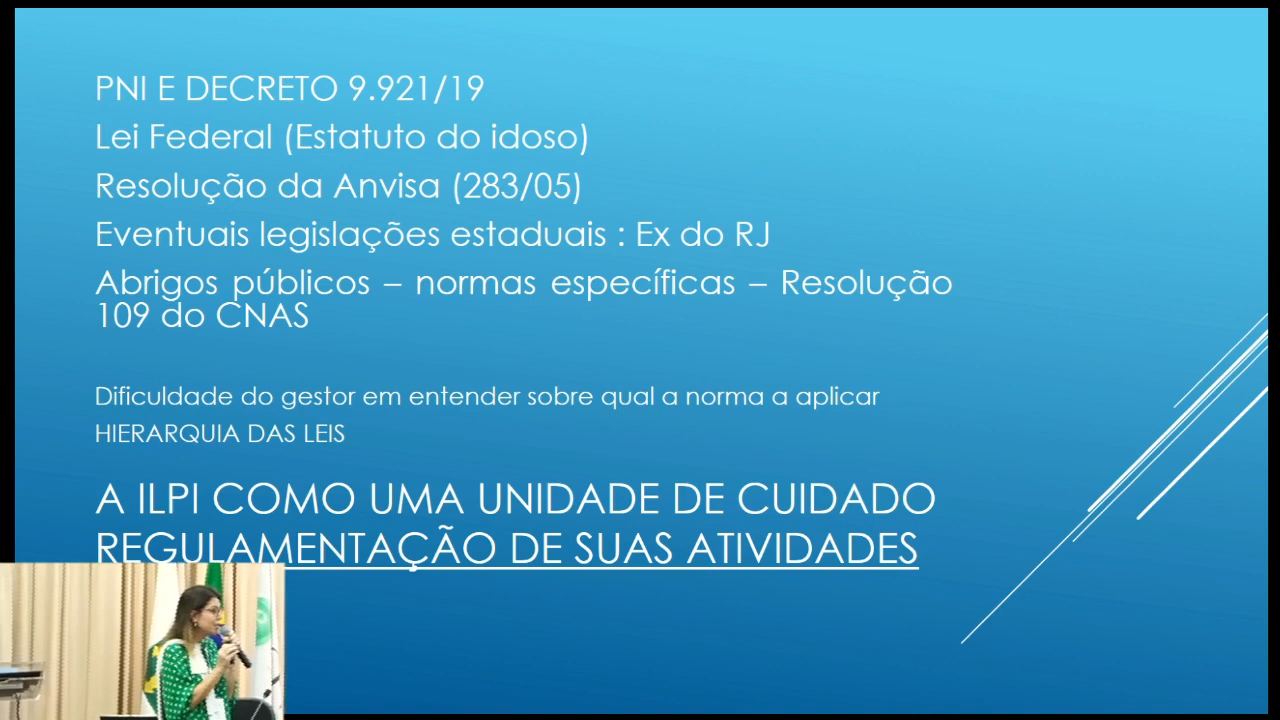 PNI E DECRETO 9.921/19
Lei Federal (Estatuto do idoso)
Resolução da Anvisa (283/05)
Eventuais legislações estaduais : Ex do RJ
Abrigos públicos – normas específicas – Resolução
109 do CNAS
Dificuldade do gestor em entender sobre qual a norma a aplicar
HIERARQUIA DAS LEIS
A ILPI COMO UMA UNIDADE DE CUIDADO
REGULAMENTAÇÃO DE SUAS ATIVIDADES